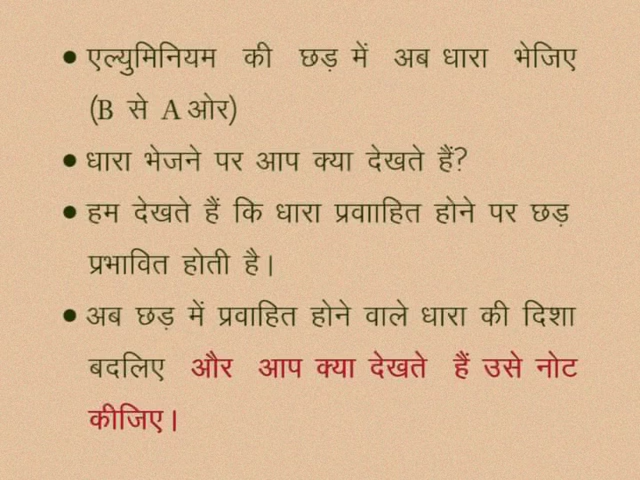 • एल्युमिनियम की छड़ में अब धारा भेजिए
(B से A ओर)
• धारा भेजने पर आप क्या देखते हैं?
• हम देखते हैं कि धारा प्रवााहित होने पर छड़
प्रभावित होती है।
• अब छड़ में प्रवाहित होने वाले धारा की दिशा
बदलिए और आप क्या देखते हैं उसे नोट
कीजिए।